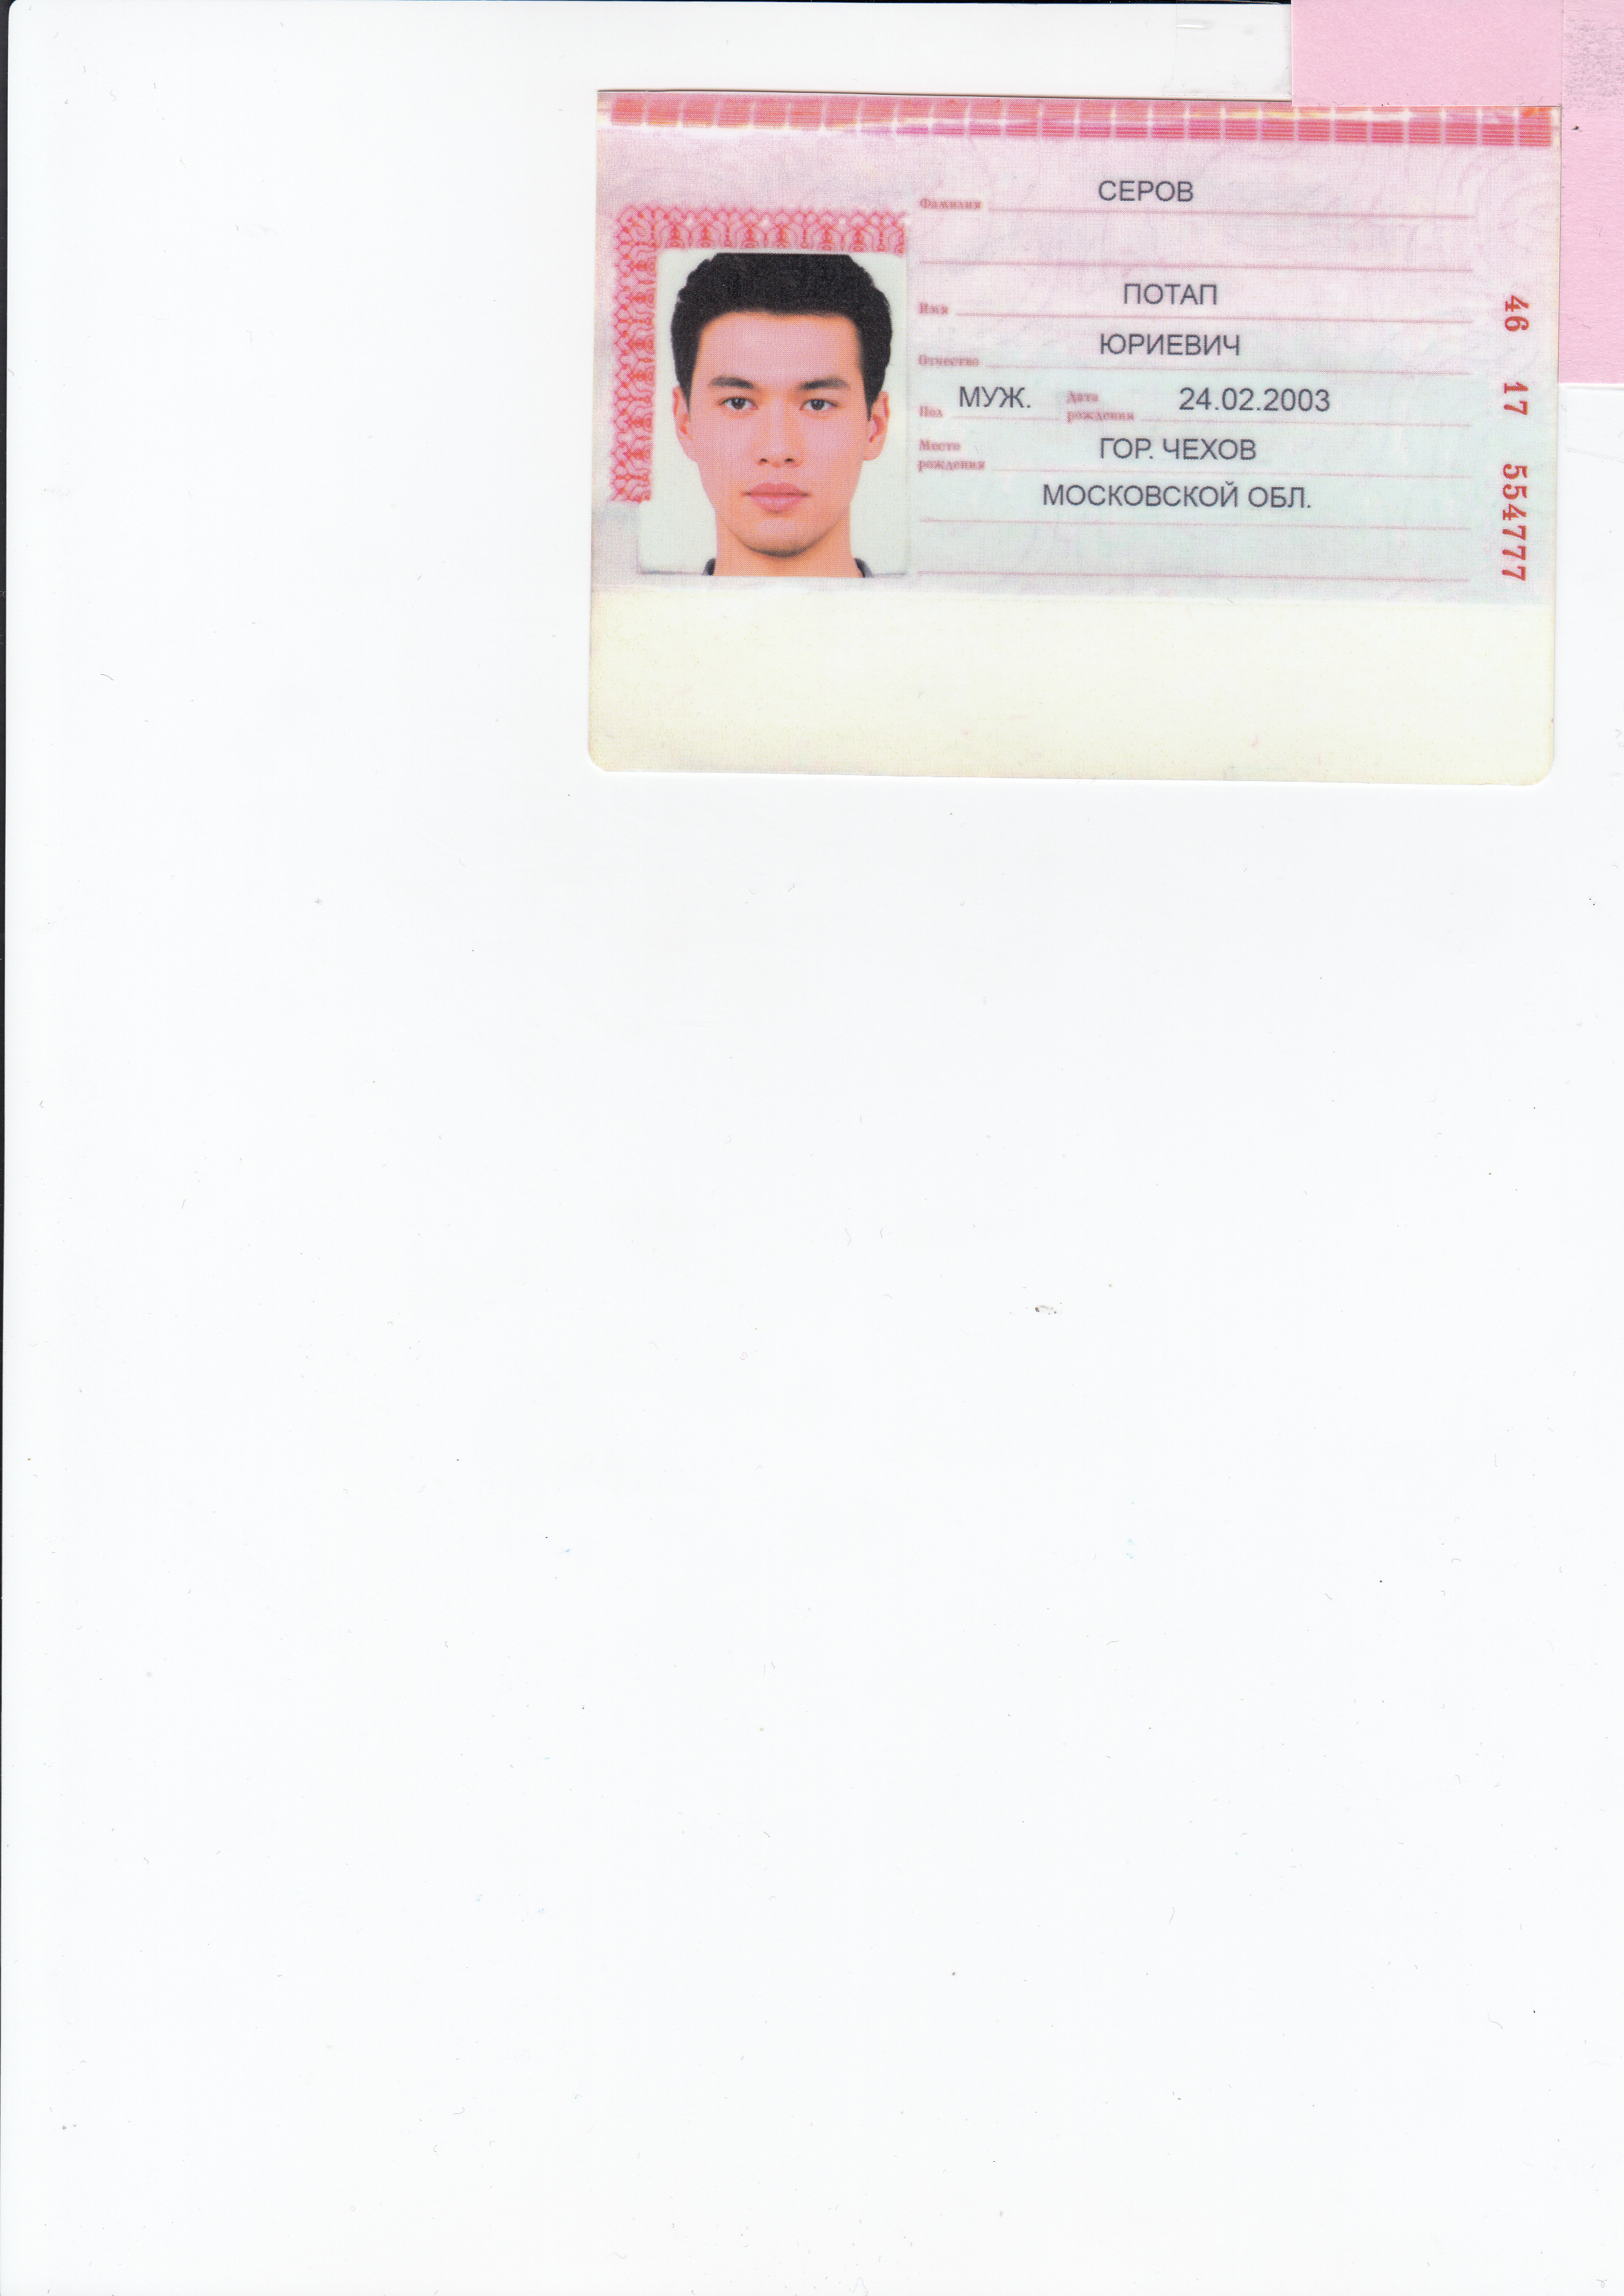 Фамилия СЕРОВ
Имя ПОТАП
Отчество ЮРИЕВИЧ
Пол МУЖ. Дата рождения 24.02.2003
Место рождения ГОР. ЧЕХОВ
МОСКОВСКОЙ ОБЛ.
46 17 554777